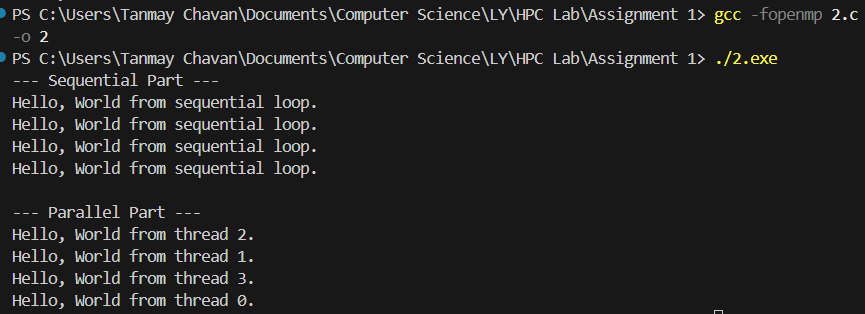 PS C:\Users\Tanmay Chavan\Documents\Computer Science\LY\HPC Lab\Assignment 1> gcc -fopenmp 2.c
-o 2
PS C:\Users\Tanmay Chavan\Documents\Computer Science\LY\HPC Lab\Assignment 1> ./2.exe
--- Sequential Part ---
Hello, World from sequential loop.
Hello, World from sequential loop.
Hello, World from sequential loop.
Hello, World from sequential loop.

--- Parallel Part ---
Hello, World from thread 2.
Hello, World from thread 1.
Hello, World from thread 3.
Hello, World from thread 0.